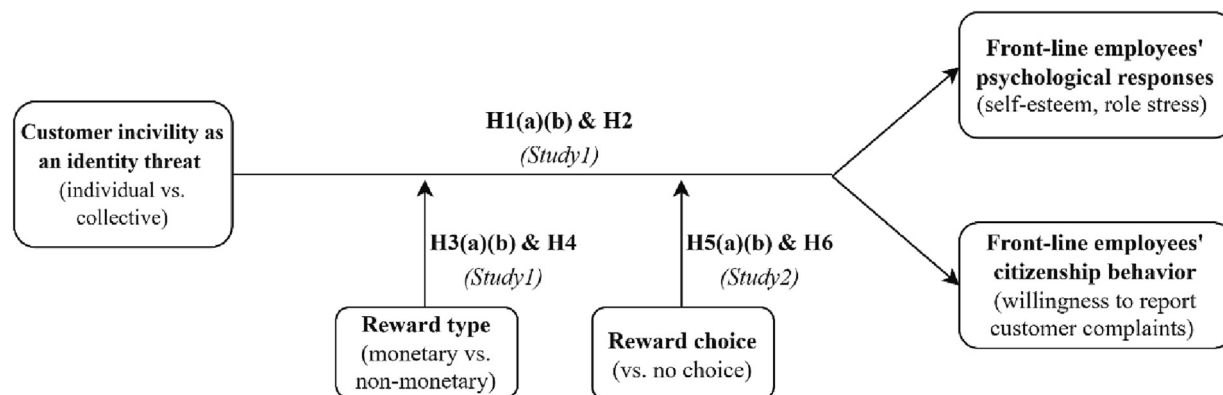 Customer incivility as
an identity threat
(individual vs.
collective)
H1(a)(b) & H2
(Study1)
H3(a)(b) & H4
(Study1)
Reward type
(monetary vs.
non-monetary)
H5(a)(b) & H6
(Study2)
Reward choice
(vs. no choice)
Front-line employees'
psychological responses
(self-esteem, role stress)
Front-line employees'
citizenship behavior
(willingness to report
customer complaints)